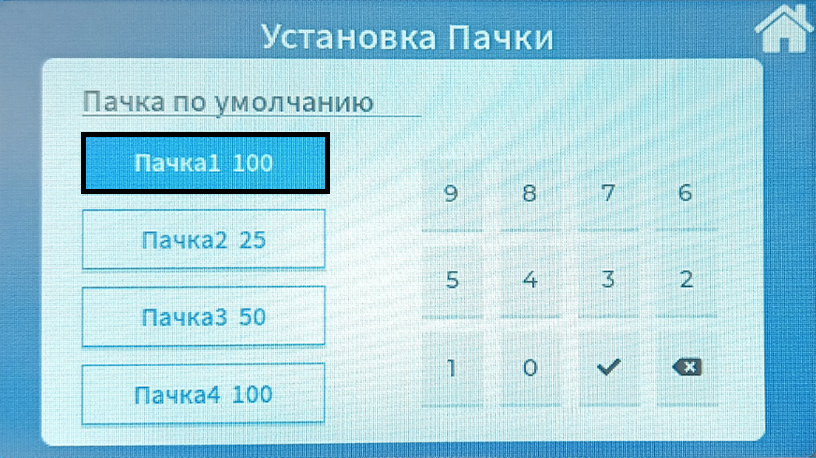 Установка Пачки
Пачка по умолчанию
Пачка1 100
Пачка2 25
Пачка3 50
Пачка4 100
9 8 7 6
5 4 3 2
1 0